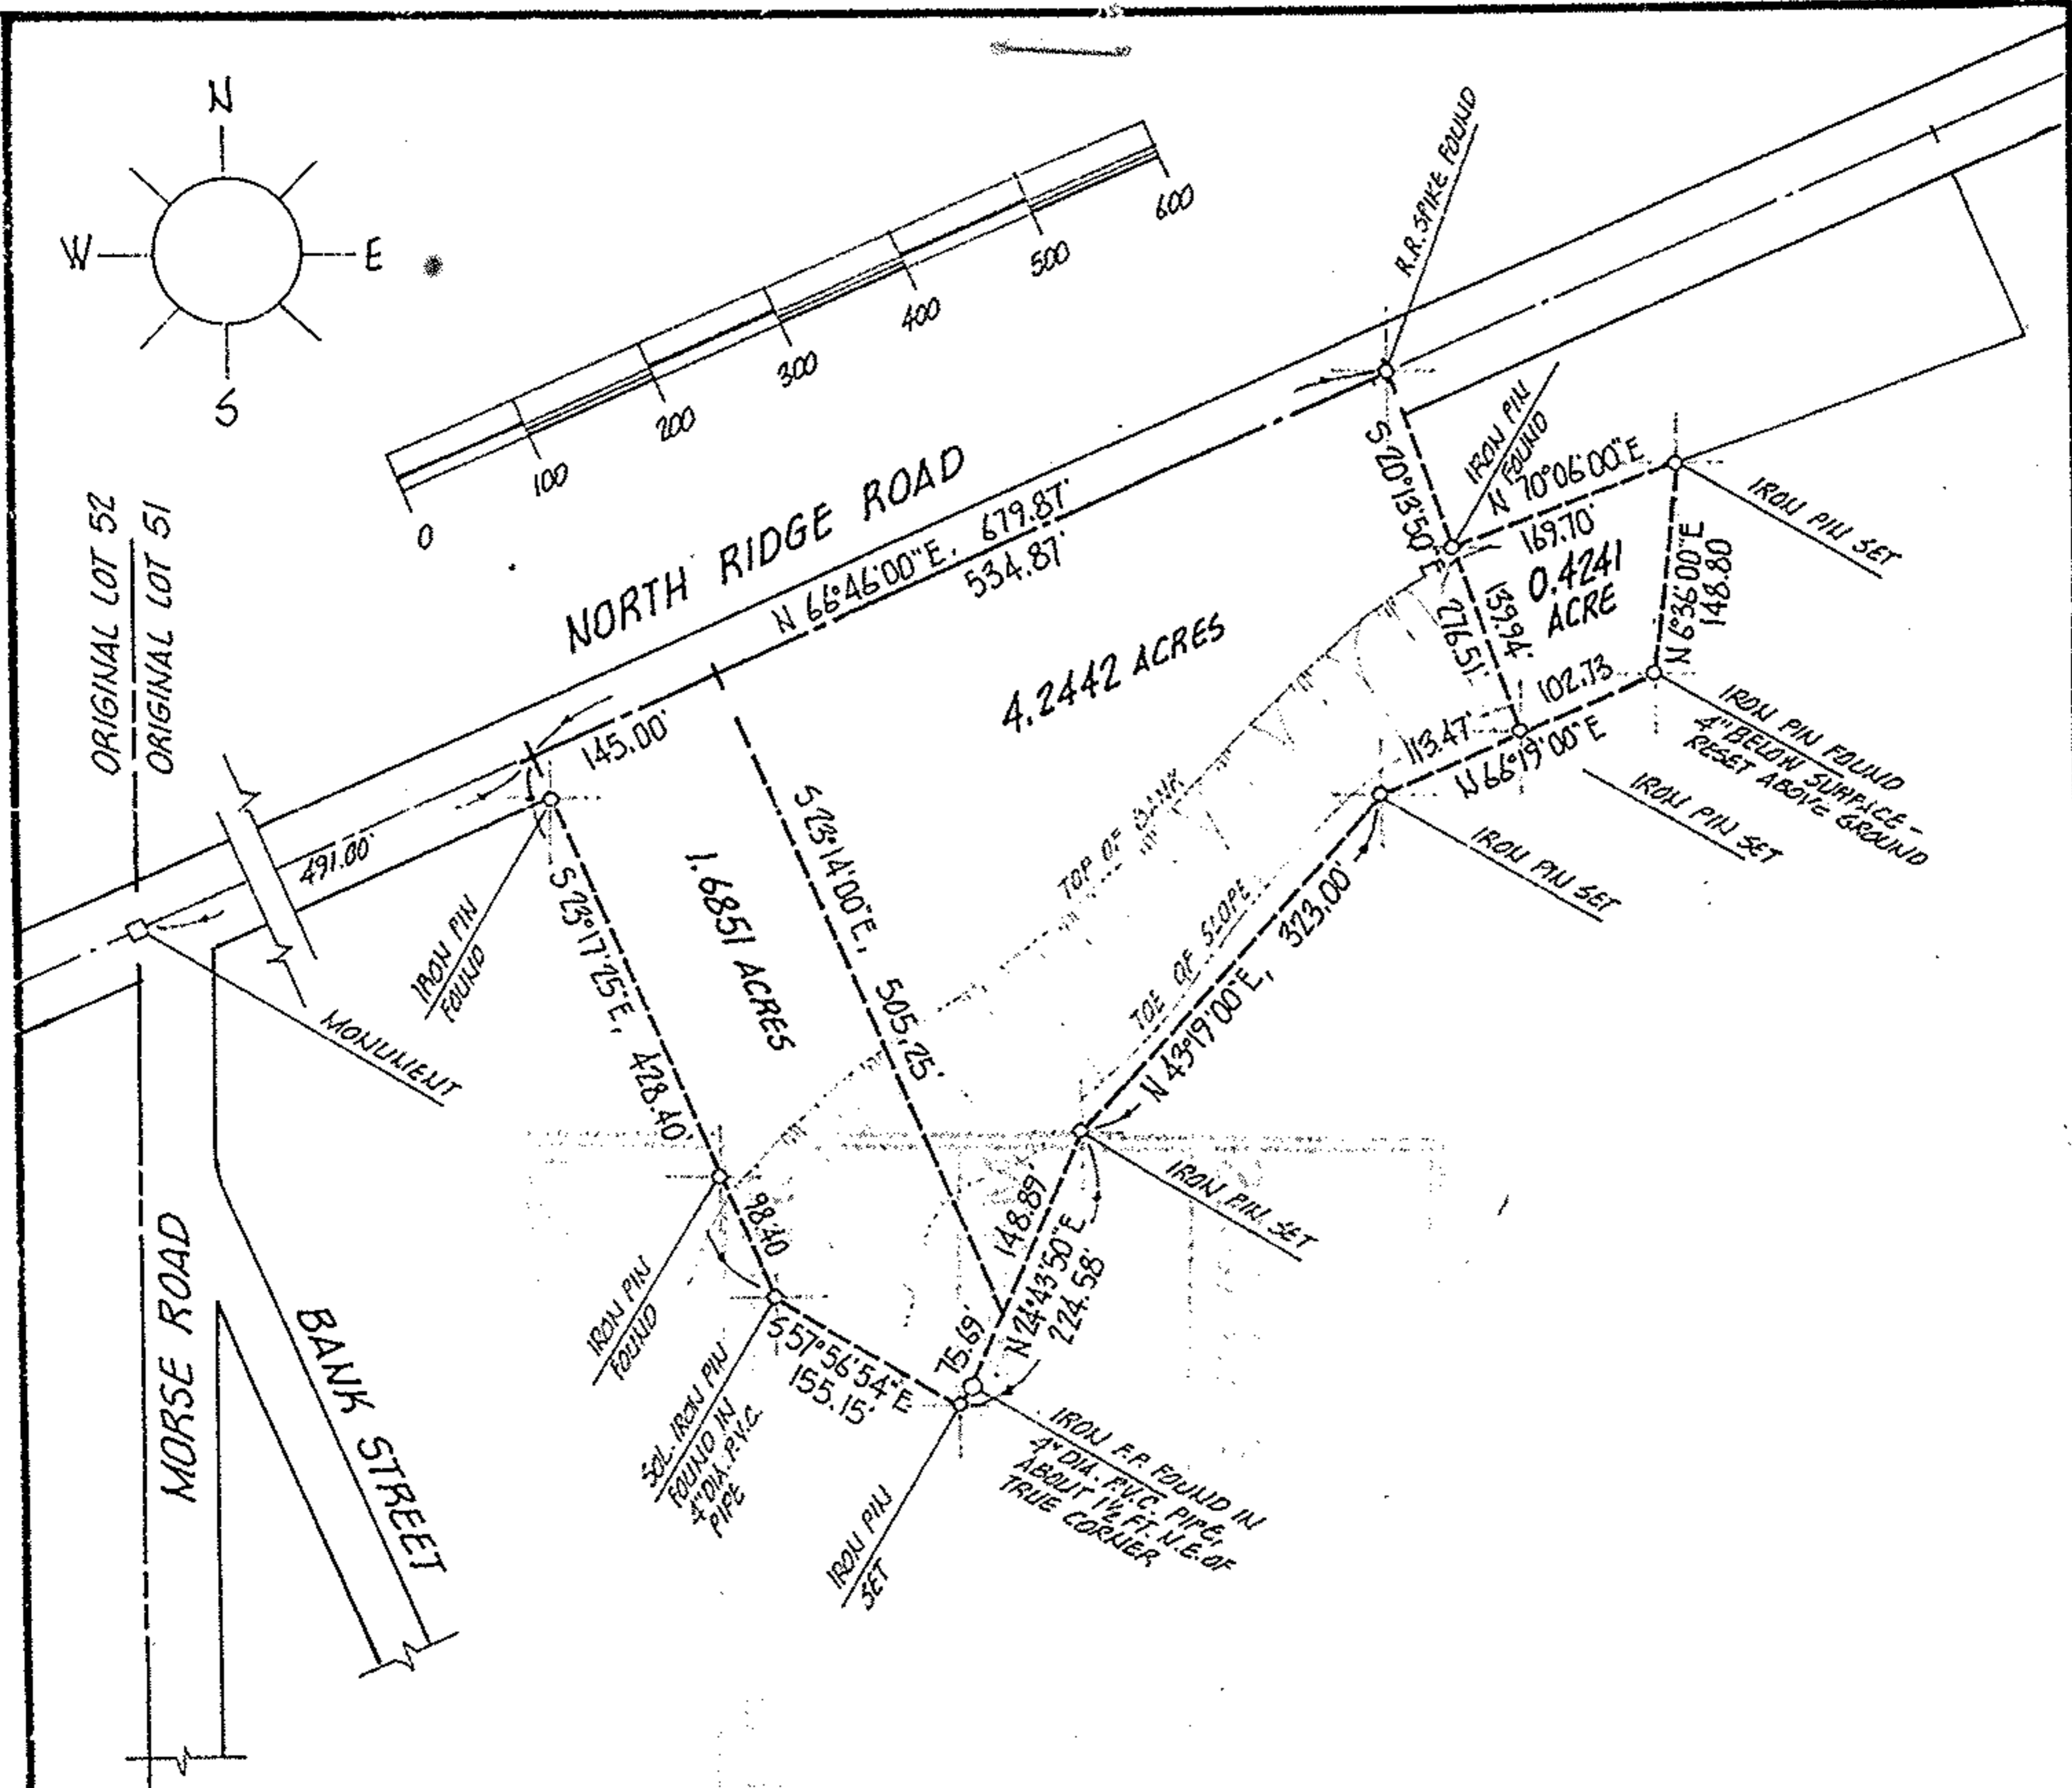 N
W
E
S
0
100
200
300
400
500
600
R.R. SPIKE FOUND
ORIGINAL LOT 52
ORIGINAL LOT 51
NORTH RIDGE ROAD
N 66°46'00"E, 679.87'
534.87'
145.00'
491.00'
MONUMENT
IRON PIN
FOUND
S 20°13'50"E
276.51'
139.94'
IRON PIN
FOUND
N 70°06'00"E
169.70'
0.4241
ACRE
IRON PIN SET
N 6°36'00"E
148.80
102.73
113.47'
N 66°19'00"E
IRON PIN FOUND
4" BELOW SURFACE-
RESET ABOVE GROUND
IRON PIN SET
IRON PIN SET
4.2442 ACRES
TOP OF BANK
TOE OF SLOPE
N 43°19'00"E, 323.00'
S 23°14'00"E, 505.25'
1.6851 ACRES
S 23°17'25"E, 428.40'
98.40
IRON PIN
FOUND
IRON PIN SET
148.89'
N 24°43'50"E
224.58'
75.69'
S 57°56'54"E
155.15'
SOL. IRON PIN
FOUND IN
4" DIA. P.V.C.
PIPE
IRON PIN
SET
IRON F.P. FOUND IN
4" DIA. P.V.C. PIPE,
ABOUT 1½ FT. N.E. OF
TRUE CORNER
MORSE ROAD
BANK STREET